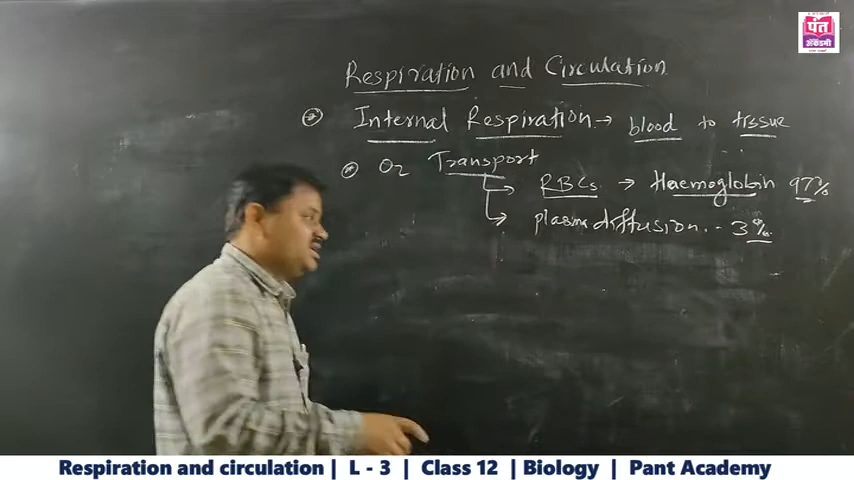 पंत
अ‍ॅकॅडमी
Respiration and Circulation
Internal Respiration → blood to tissue
O2 Transport
→ RBCs → Haemoglobin 97%
→ plasma diffusion .. 3%
Respiration and circulation | L - 3 | Class 12 | Biology | Pant Academy